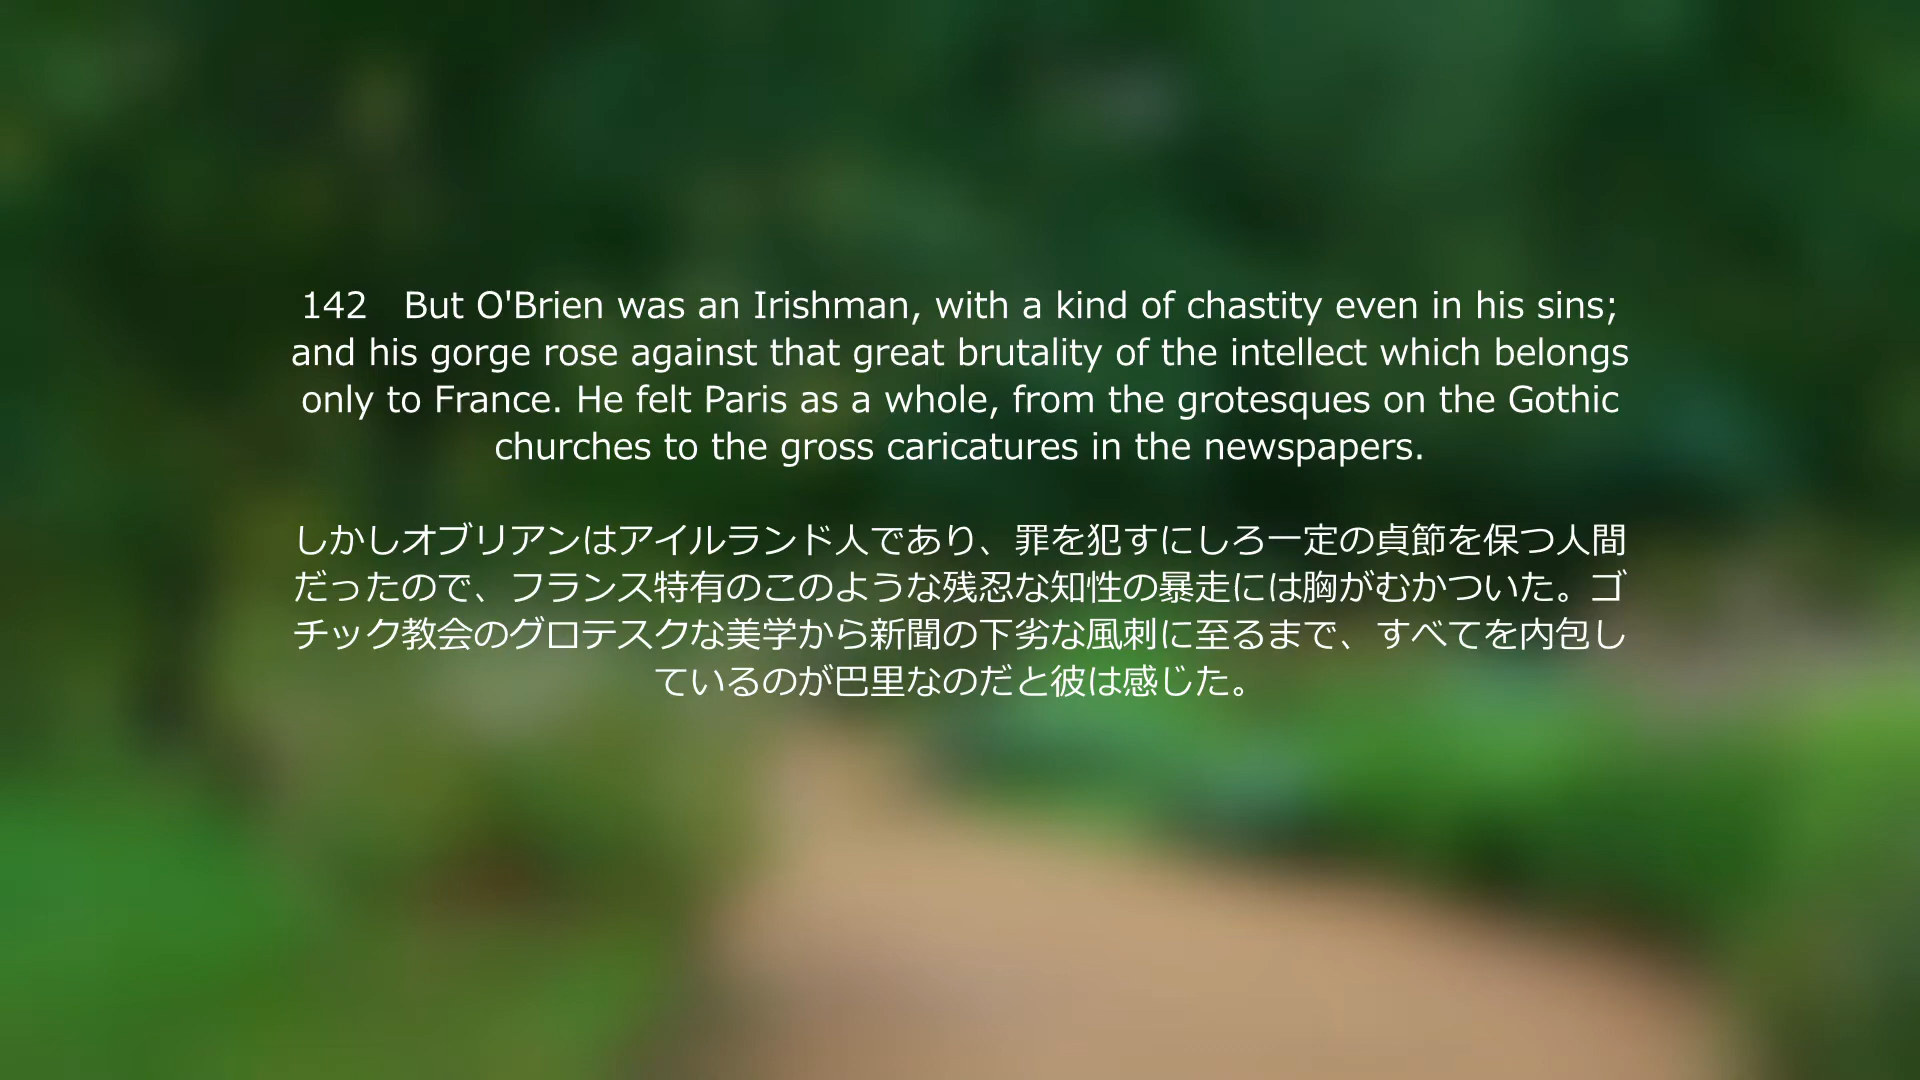 142　But O'Brien was an Irishman, with a kind of chastity even in his sins;
and his gorge rose against that great brutality of the intellect which belongs
only to France. He felt Paris as a whole, from the grotesques on the Gothic
churches to the gross caricatures in the newspapers.
しかしオブリアンはアイルランド人であり、罪を犯すにしろ一定の貞節を保つ人間
だったので、フランス特有のこのような残忍な知性の暴走には胸がむかついた。ゴ
チック教会のグロテスクな美学から新聞の下劣な風刺に至るまで、すべてを内包し
ているのが巴里なのだと彼は感じた。